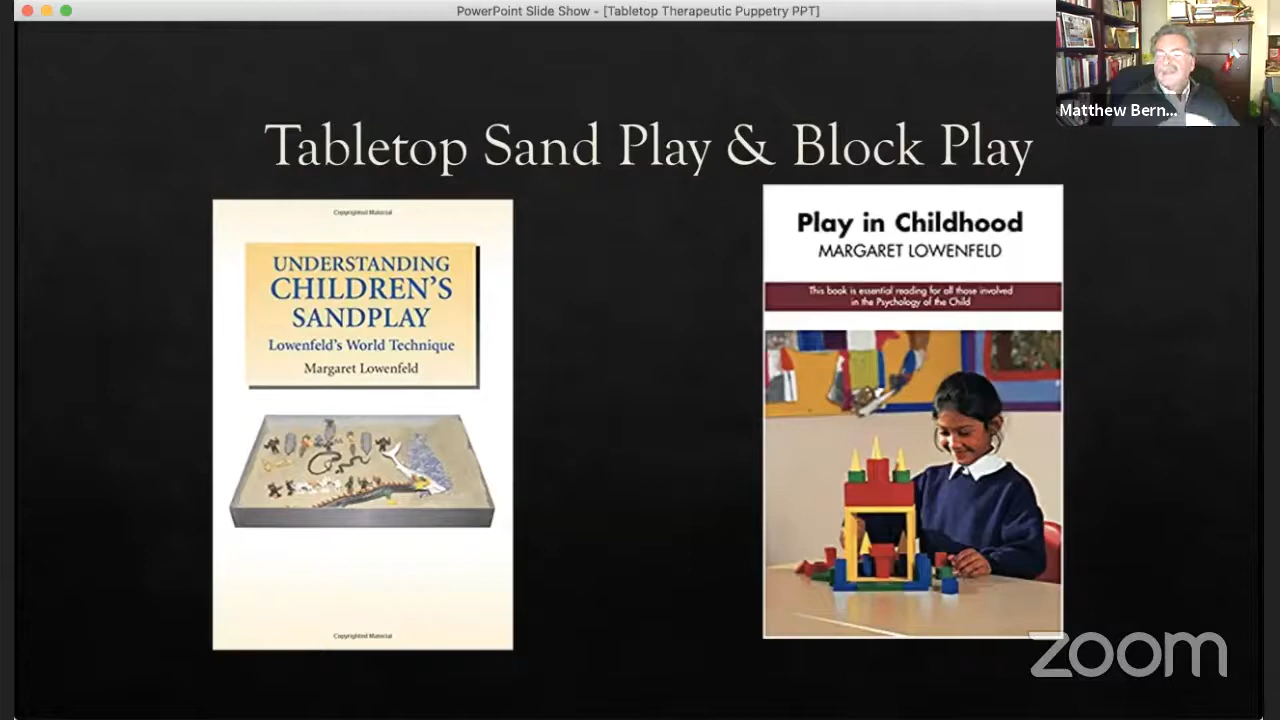 PowerPoint Slide Show - [Tabletop Therapeutic Puppetry PPT]
Matthew Bern...
Tabletop Sand Play & Block Play
Copyrighted Material
UNDERSTANDING
CHILDREN'S
SANDPLAY
Lowenfeld's World Technique
Margaret Lowenfeld
Copyrighted Material
Play in Childhood
MARGARET LOWENFELD
This book is essential reading for all those involved
in the Psychology of the Child
zoom